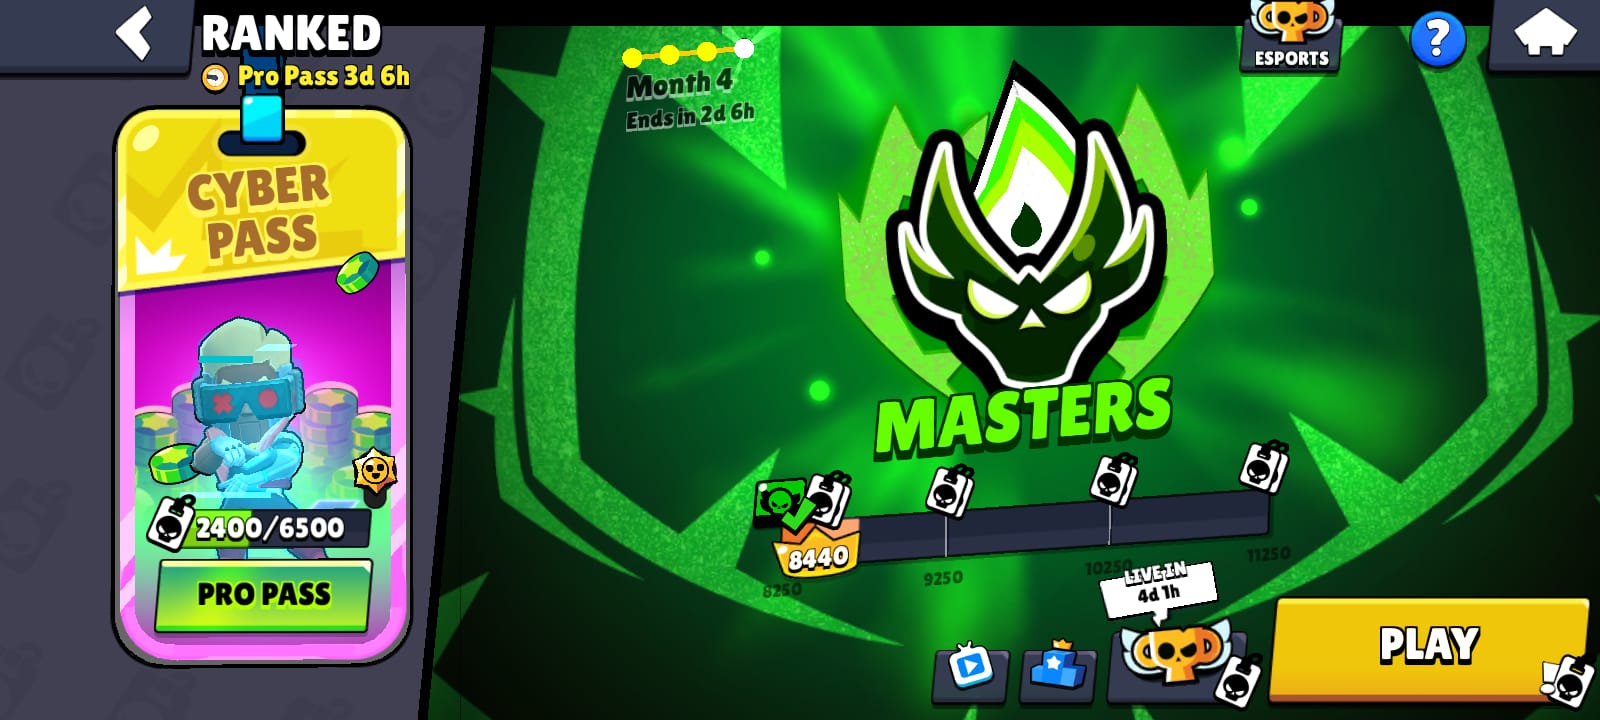 RANKED
Pro Pass 3d 6h
CYBER
PASS
2400/6500
PRO PASS
Month 4
Ends in 2d 6h
ESPORTS
?
MASTERS
8440
8250
9250
10250
11250
LIVE IN
4d 1h
PLAY